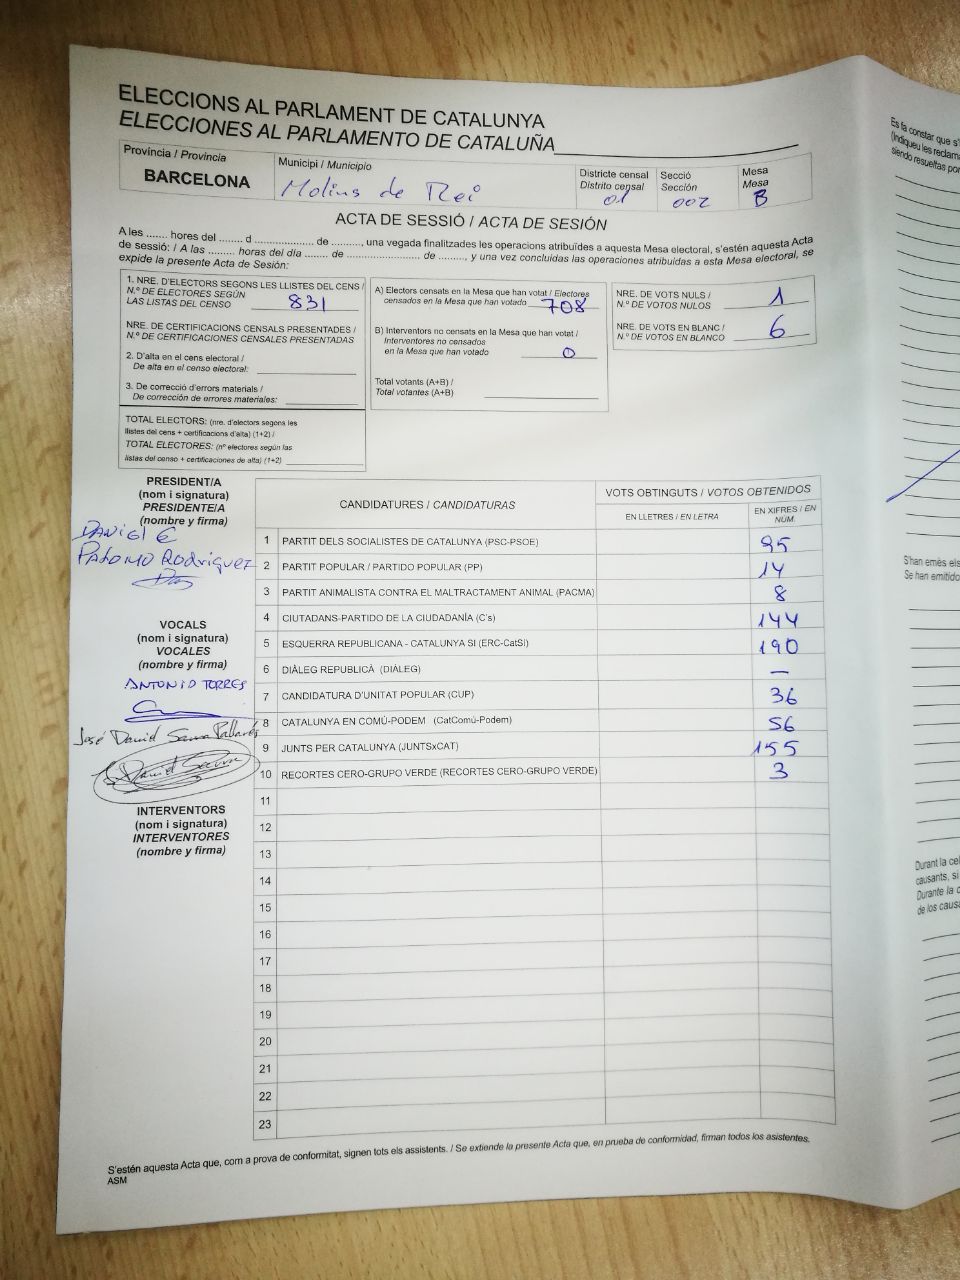 ELECCIONS AL PARLAMENT DE CATALUNYA
ELECCIONES AL PARLAMENTO DE CATALUÑA
Província / Provincia
BARCELONA
Municipi / Municipio
Molins de Rei
Districte censal
Distrito censal
01
Secció
Sección
002
Mesa
Mesa
B
ACTA DE SESSIÓ / ACTA DE SESIÓN
A les ....... hores del ........ d .................... de .........., una vegada finalitzades les operacions atribuïdes a aquesta Mesa electoral, s'estén aquesta Acta
de sessió: / A las ......... horas del día ....... de ........................ de ........, y una vez concluidas las operaciones atribuidas a esta Mesa electoral, se
expide la presente Acta de Sesión:
1. NRE. D'ELECTORS SEGONS LES LLISTES DEL CENS /
N.º DE ELECTORES SEGÚN
LAS LISTAS DEL CENSO 831
NRE. DE CERTIFICACIONS CENSALS PRESENTADES /
N.º DE CERTIFICACIONES CENSALES PRESENTADAS
2. D'alta en el cens electoral /
De alta en el censo electoral:
3. De correcció d'errors materials /
De corrección de errores materiales:
TOTAL ELECTORS: (nre. d'electors segons les
llistes del cens + certificacions d'alta) (1+2) /
TOTAL ELECTORES: (nº electores según las
listas del censo + certificaciones de alta) (1+2)
A) Electors censats en la Mesa que han votat / Electores
censados en la Mesa que han votado 708
B) Interventors no censats en la Mesa que han votat /
Interventores no censados
en la Mesa que han votado 0
Total votants (A+B) /
Total votantes (A+B)
NRE. DE VOTS NULS /
N.º DE VOTOS NULOS 1
NRE. DE VOTS EN BLANC /
N.º DE VOTOS EN BLANCO 6
PRESIDENT/A
(nom i signatura)
PRESIDENTE/A
(nombre y firma)
DANIEL E
PALOMO Rodríguez
VOCALS
(nom i signatura)
VOCALES
(nombre y firma)
ANTONIO TORRES
José David
David
INTERVENTORS
(nom i signatura)
INTERVENTORES
(nombre y firma)
CANDIDATURES / CANDIDATURAS
VOTS OBTINGUTS / VOTOS OBTENIDOS
EN LLETRES / EN LETRA
EN XIFRES / EN
NÚM.
1 PARTIT DELS SOCIALISTES DE CATALUNYA (PSC-PSOE) 95
2 PARTIT POPULAR / PARTIDO POPULAR (PP) 14
3 PARTIT ANIMALISTA CONTRA EL MALTRACTAMENT ANIMAL (PACMA) 8
4 CIUTADANS-PARTIDO DE LA CIUDADANÍA (C's) 144
5 ESQUERRA REPUBLICANA - CATALUNYA SÍ (ERC-CatSí) 190
6 DIÀLEG REPUBLICÀ (DIÀLEG) —
7 CANDIDATURA D'UNITAT POPULAR (CUP) 36
8 CATALUNYA EN COMÚ-PODEM (CatComú-Podem) 56
9 JUNTS PER CATALUNYA (JUNTSxCAT) 155
10 RECORTES CERO-GRUPO VERDE (RECORTES CERO-GRUPO VERDE) 3
11
12
13
14
15
16
17
18
19
20
21
22
23
S'estén aquesta Acta que, com a prova de conformitat, signen tots els assistents. / Se extiende la presente Acta que, en prueba de conformidad, firman todos los asistentes.
ASM
Es fa constar que s'
(indiqueu les reclama
siendo resueltas por
S'han emès els
Se han emitido
Durant la cel
causants, si
Durante la c
de los causa